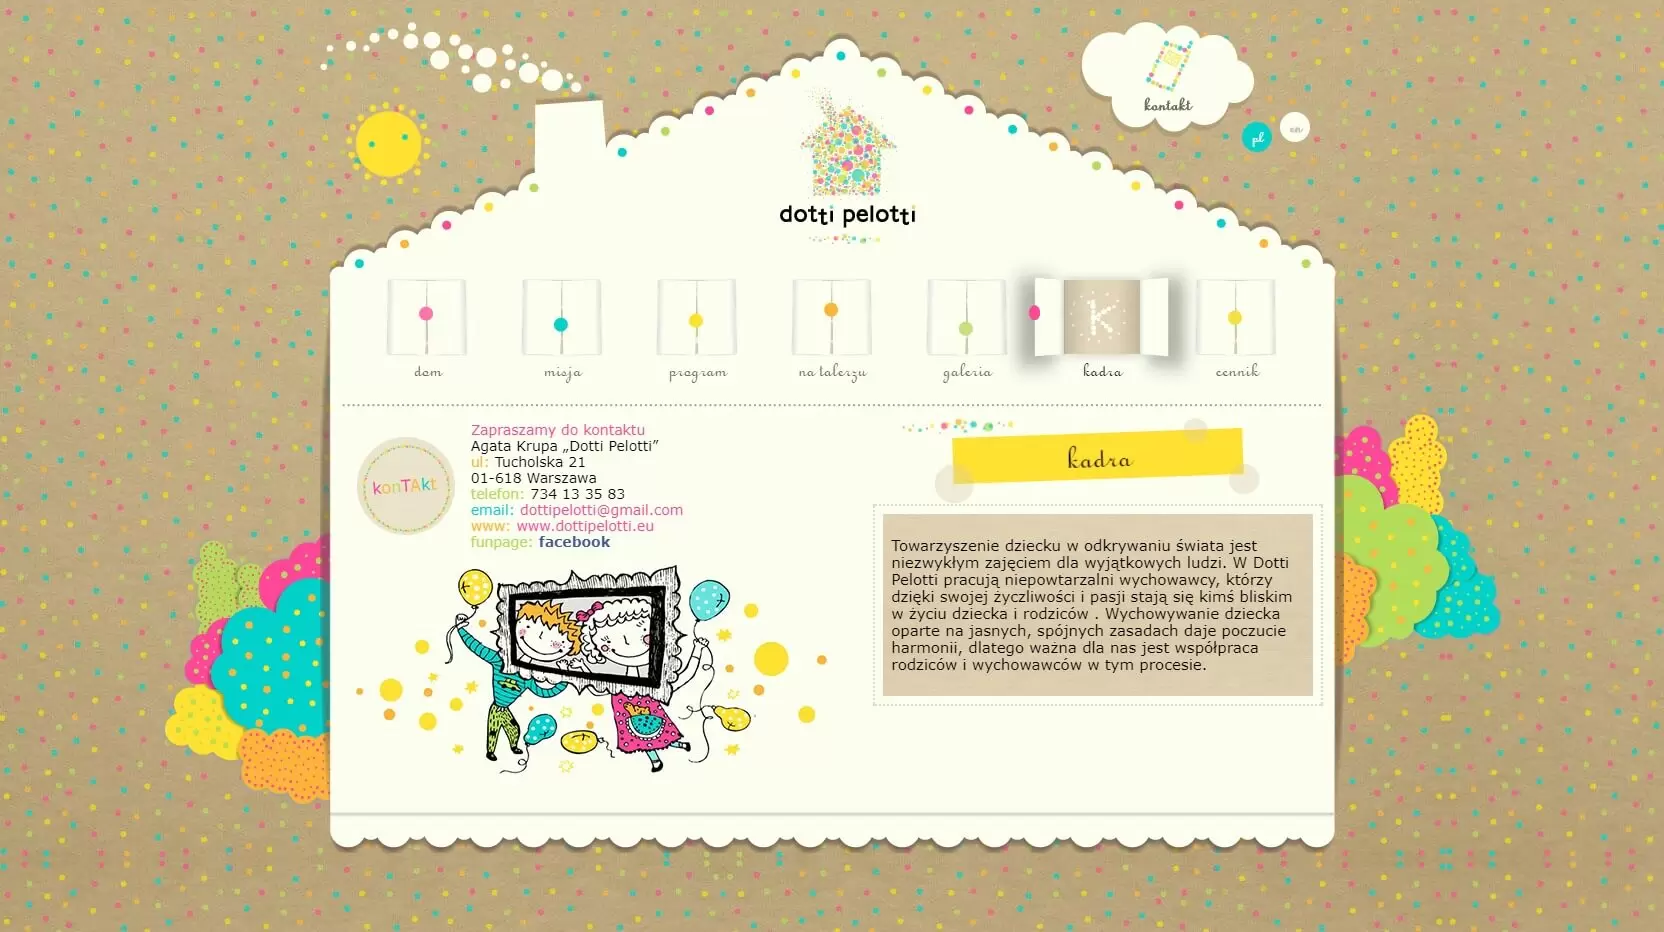 kontakt
pl
en
dotti pelotti
dom
misja
program
na talerzu
galeria
k
kadra
cennik
konTAkt
Zapraszamy do kontaktu
Agata Krupa „Dotti Pelotti”
ul: Tucholska 21
01-618 Warszawa
telefon: 734 13 35 83
email: dottipelotti@gmail.com
www: www.dottipelotti.eu
funpage: facebook
kadra
Towarzyszenie dziecku w odkrywaniu świata jest
niezwykłym zajęciem dla wyjątkowych ludzi. W Dotti
Pelotti pracują niepowtarzalni wychowawcy, którzy
dzięki swojej życzliwości i pasji stają się kimś bliskim
w życiu dziecka i rodziców . Wychowywanie dziecka
oparte na jasnych, spójnych zasadach daje poczucie
harmonii, dlatego ważna dla nas jest współpraca
rodziców i wychowawców w tym procesie.